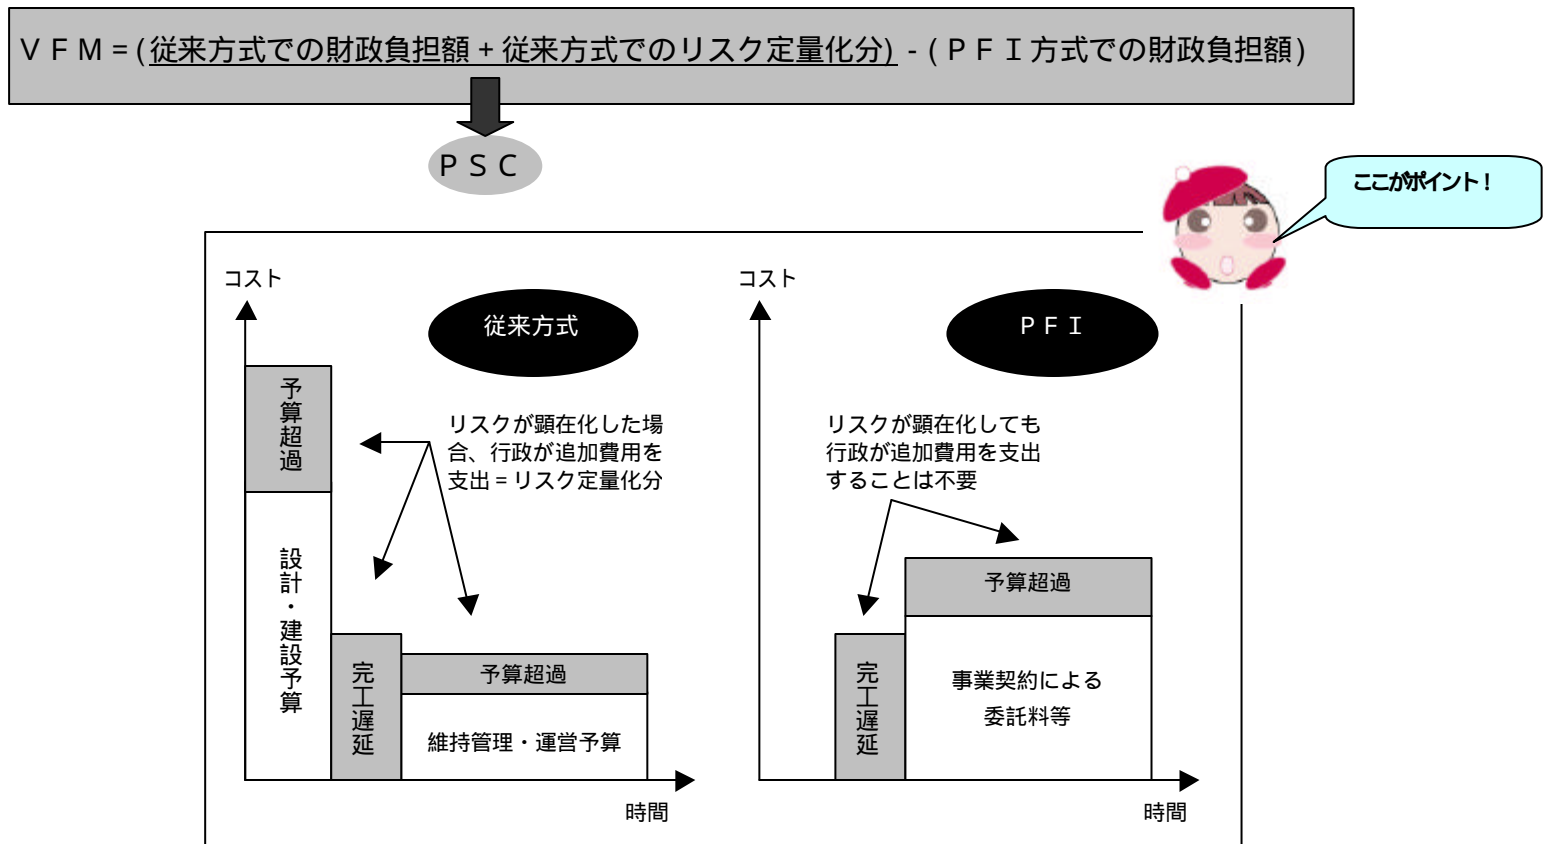 ＶＦＭ＝(従来方式での財政負担額＋従来方式でのリスク定量化分)－(ＰＦＩ方式での財政負担額)
ＰＳＣ
ここがポイント！
コスト
従来方式
予算超過
リスクが顕在化した場
合、行政が追加費用を
支出＝リスク定量化分
設計・建設予算
完工遅延
予算超過
維持管理・運営予算
時間
コスト
ＰＦＩ
リスクが顕在化しても
行政が追加費用を支出
することは不要
完工遅延
予算超過
事業契約による
委託料等
時間